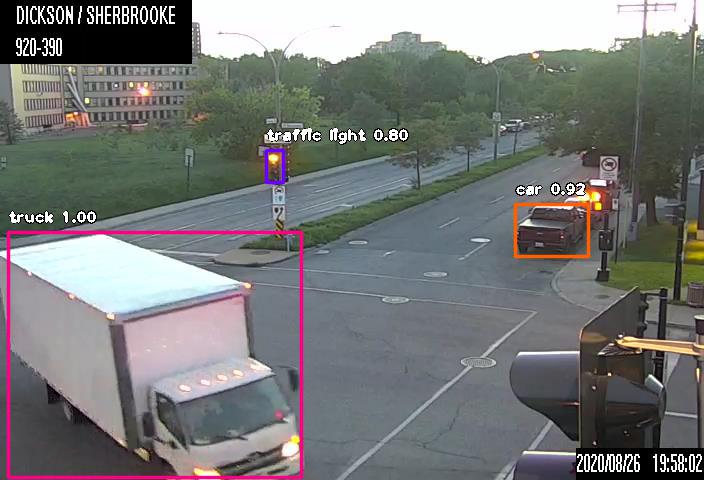 DICKSON / SHERBROOKE
920-390
traffic light 0.80
car 0.92
truck 1.00
2020/08/26 19:58:02